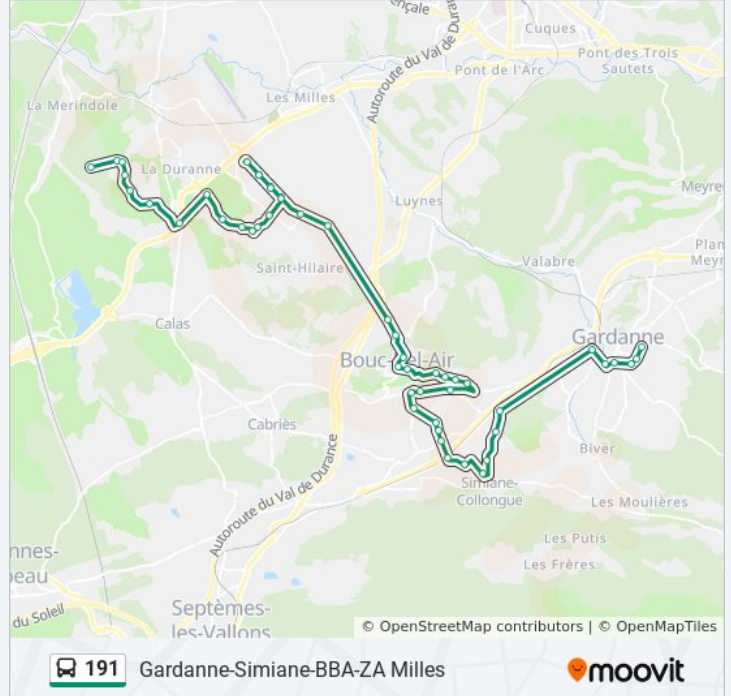 ençale
Cuques
Pont des Trois
Sautets
Pont de l'Arc
Autoroute du Val de Dura
Les Milles
La Merindole
La Duranne
Meyre
Luynes
Plan
Meyr
Valabre
Saint-Hilaire
Calas
Gardanne
Bouc-Bel-Air
Cabriès
Biver
Simiane-
Collongue
Les Moulières
Autoroute du Val de Durance
Les Putis
Les Frères
nnes-
eau
du Soleil
Septèmes-
les-Vallons
© OpenStreetMap contributors | © OpenMapTiles
191 Gardanne-Simiane-BBA-ZA Milles
moovit